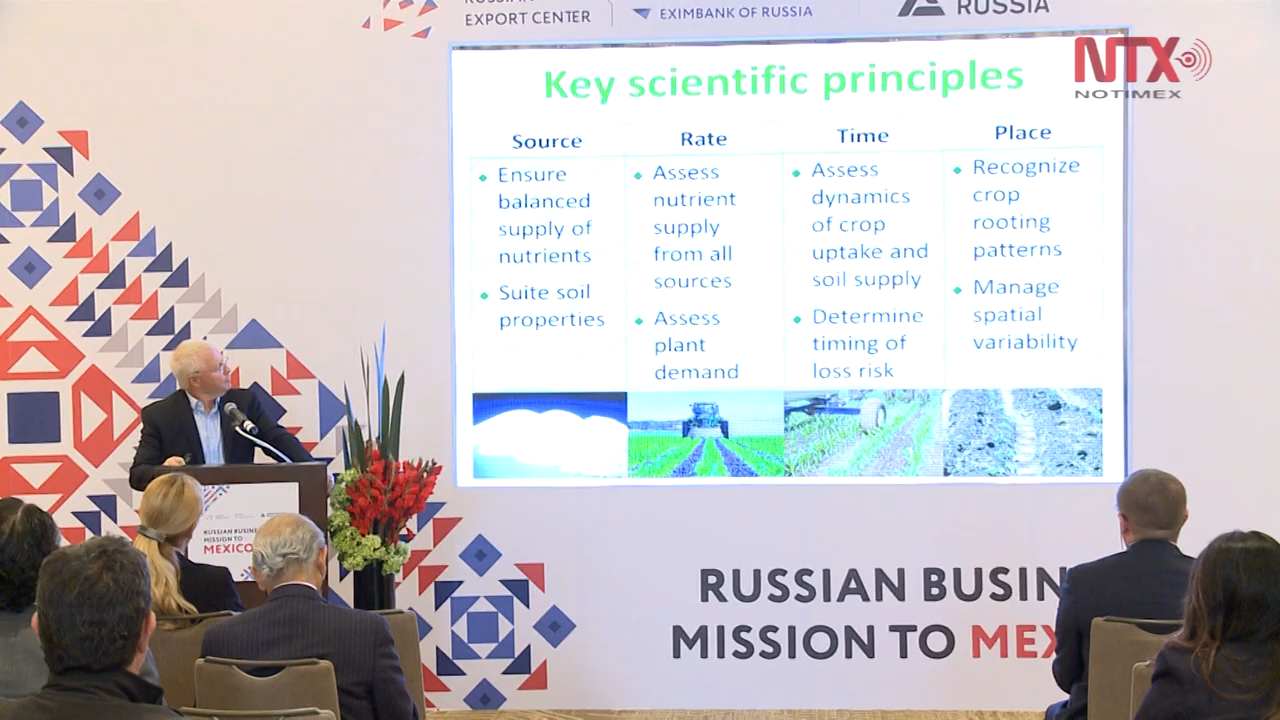 EXPORT CENTER
EXIMBANK OF RUSSIA
RUSSIA
NTX
NOTIMEX
Key scientific principles
Source
Ensure
balanced
supply of
nutrients
Suite soil
properties
Rate
Assess
nutrient
supply
from all
sources
Assess
plant
demand
Time
Assess
dynamics
of crop
uptake and
soil supply
Determine
timing of
loss risk
Place
Recognize
crop
rooting
patterns
Manage
spatial
variability
RUSSIAN BUSINE
MISSION TO
MEXICO
RUSSIAN BUSIN
MISSION TO MEX